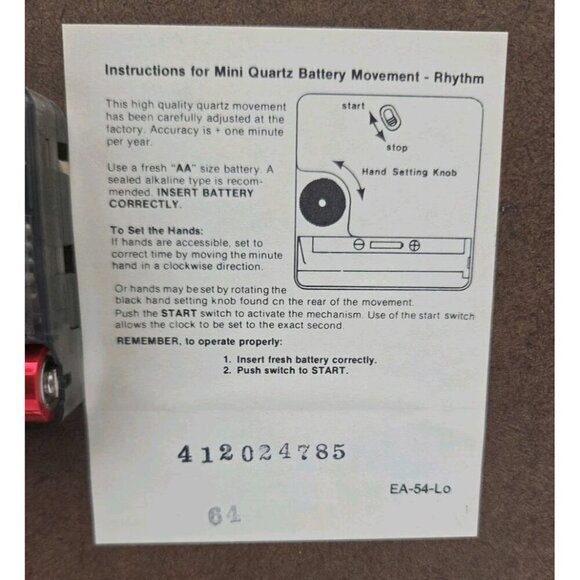 Instructions for Mini Quartz Battery Movement - Rhythm
This high quality quartz movement
has been carefully adjusted at the
factory. Accuracy is + one minute
per year.
Use a fresh "AA" size battery. A
sealed alkaline type is recom-
mended. INSERT BATTERY
CORRECTLY.
To Set the Hands:
If hands are accessible, set to
correct time by moving the minute
hand in a clockwise direction.
start
stop
Hand Setting Knob
⊖ ⊕
Or hands may be set by rotating the
black hand setting knob found on the rear of the movement.
Push the START switch to activate the mechanism. Use of the start switch
allows the clock to be set to the exact second.
REMEMBER, to operate properly:
1. Insert fresh battery correctly.
2. Push switch to START.
412024785
EA-54-Lo
64